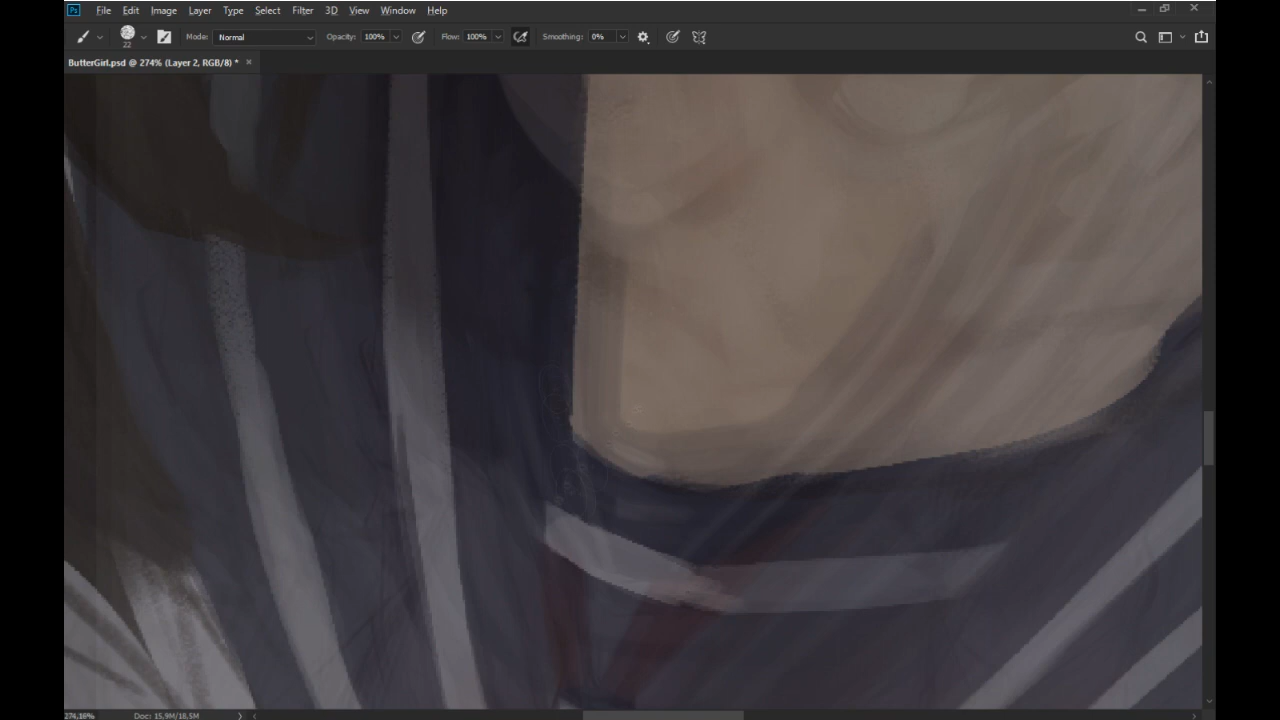 Ps File Edit Image Layer Type Select Filter 3D View Window Help
22 Mode: Normal Opacity: 100% Flow: 100% Smoothing: 0%
ButterGirl.psd @ 274% (Layer 2, RGB/8) * ×
274,16% Doc: 15,9M/18,5M